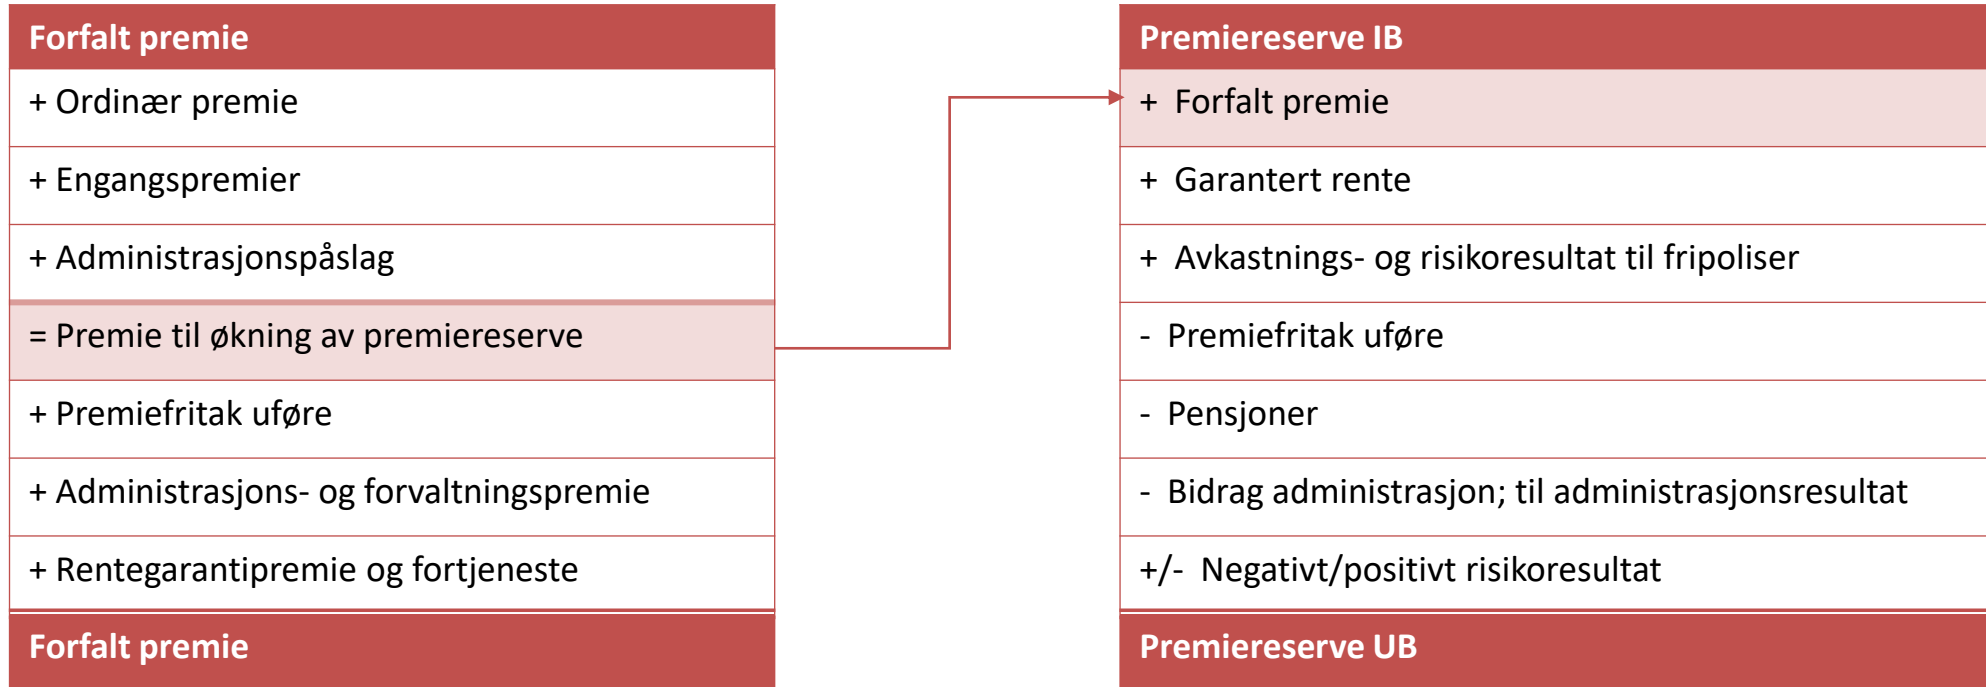 Forfalt premie
+ Ordinær premie
+ Engangspremier
+ Administrasjonspåslag
= Premie til økning av premiereserve
+ Premiefritak uføre
+ Administrasjons- og forvaltningspremie
+ Rentegarantipremie og fortjeneste
Forfalt premie
Premiereserve IB
+ Forfalt premie
+ Garantert rente
+ Avkastnings- og risikoresultat til fripoliser
- Premiefritak uføre
- Pensjoner
- Bidrag administrasjon; til administrasjonsresultat
+/- Negativt/positivt risikoresultat
Premiereserve UB